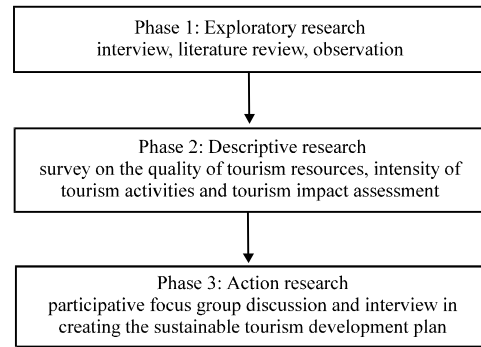 Phase 1: Exploratory research
interview, literature review, observation
Phase 2: Descriptive research
survey on the quality of tourism resources, intensity of
tourism activities and tourism impact assessment
Phase 3: Action research
participative focus group discussion and interview in
creating the sustainable tourism development plan